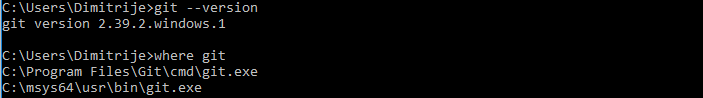 C:\Users\Dimitrije>git --version
git version 2.39.2.windows.1
C:\Users\Dimitrije>where git
C:\Program Files\Git\cmd\git.exe
C:\msys64\usr\bin\git.exe